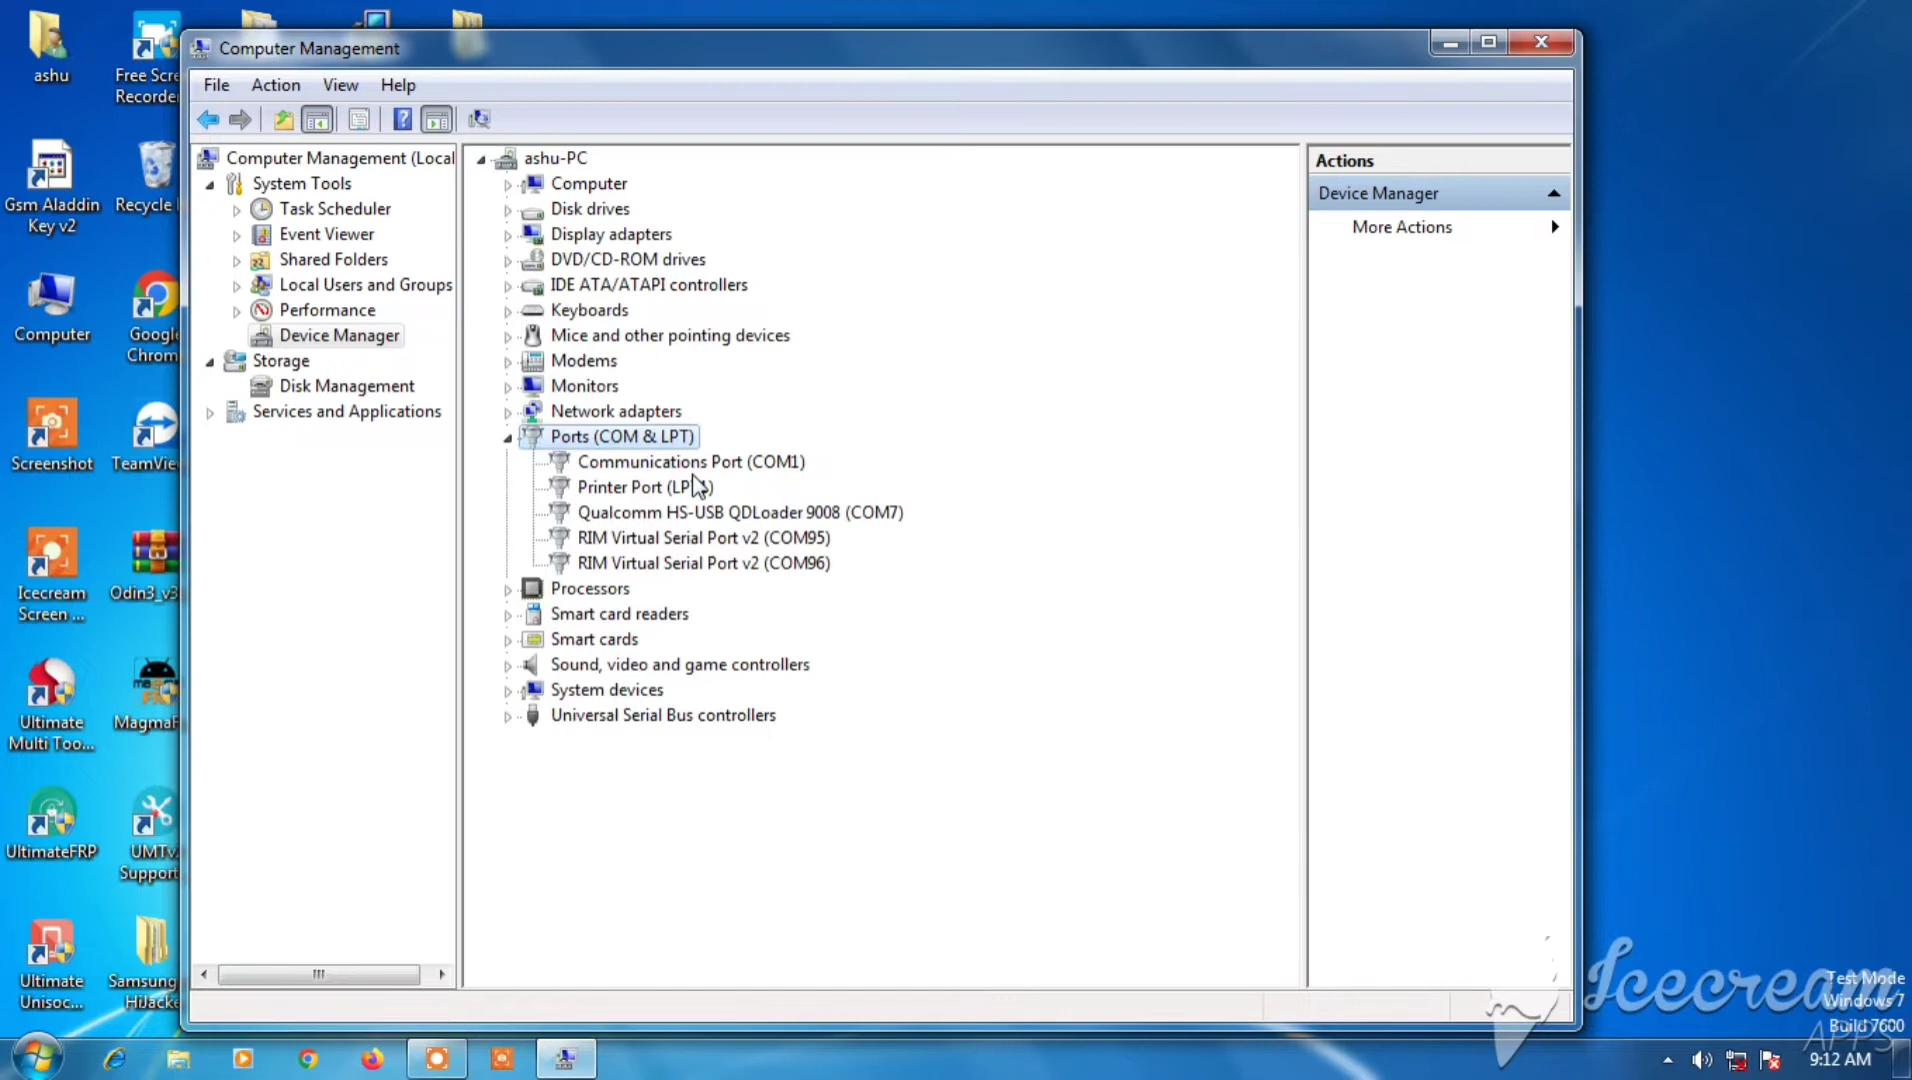 ashu
Free Scre
Recorder
Gsm Aladdin
Key v2
Recycle
Computer
Google
Chrom
Screenshot
TeamVie
Icecream
Screen ...
Odin3_v3
Ultimate
Multi Too...
MagmaF
UltimateFRP
UMTv
Support
Ultimate
Unisoc...
Samsung
HiJacke
Computer Management
File Action View Help
Computer Management (Local
System Tools
Task Scheduler
Event Viewer
Shared Folders
Local Users and Groups
Performance
Device Manager
Storage
Disk Management
Services and Applications
ashu-PC
Computer
Disk drives
Display adapters
DVD/CD-ROM drives
IDE ATA/ATAPI controllers
Keyboards
Mice and other pointing devices
Modems
Monitors
Network adapters
Ports (COM & LPT)
Communications Port (COM1)
Printer Port
Qualcomm HS-USB QDLoader 9008 (COM7)
RIM Virtual Serial Port v2 (COM95)
RIM Virtual Serial Port v2 (COM96)
Processors
Smart card readers
Smart cards
Sound, video and game controllers
System devices
Universal Serial Bus controllers
Actions
Device Manager
More Actions
Icecream
APPS
Test Mode
Windows 7
Build 7600
9:12 AM